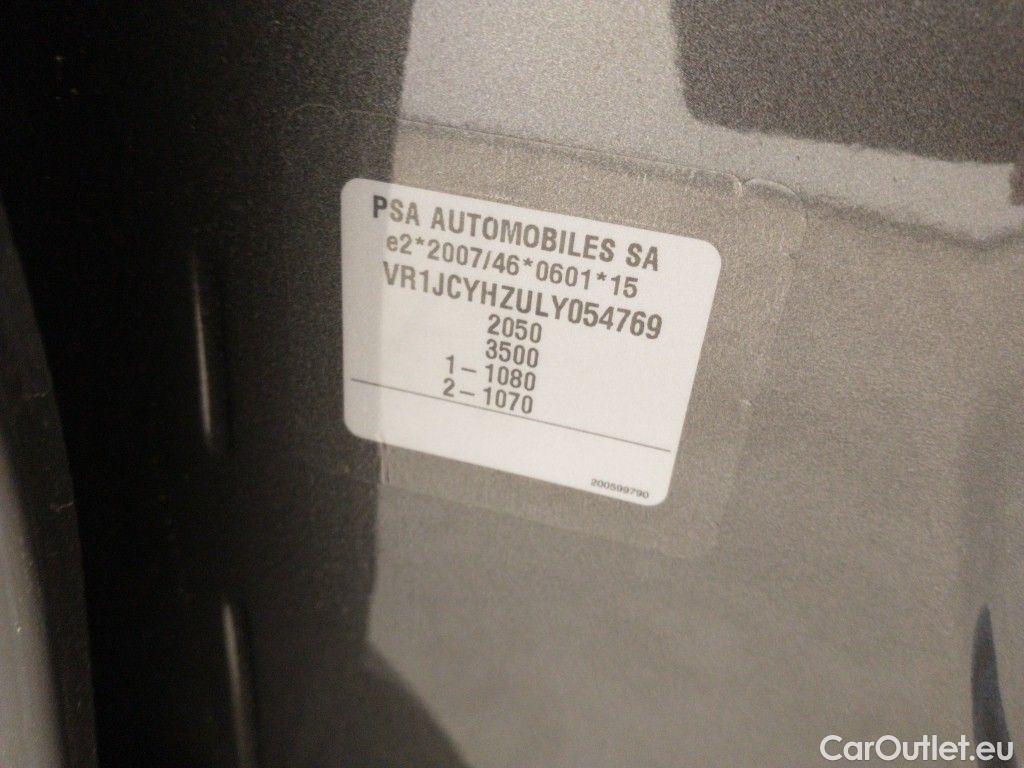 PSA AUTOMOBILES SA
e2*2007/46*0601*15
VR1JCYHZULY054769
2050
3500
1 – 1080
2 – 1070
200599790
CarOutlet.eu